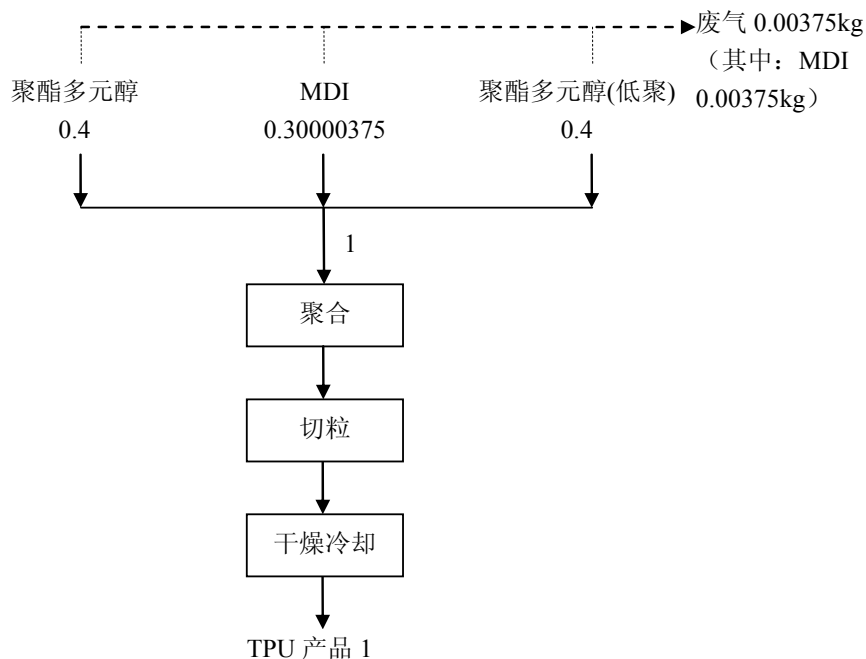 废气 0.00375kg
（其中：MDI
0.00375kg）
聚酯多元醇
0.4
MDI
0.30000375
聚酯多元醇(低聚)
0.4
1
聚合
切粒
干燥冷却
TPU 产品 1